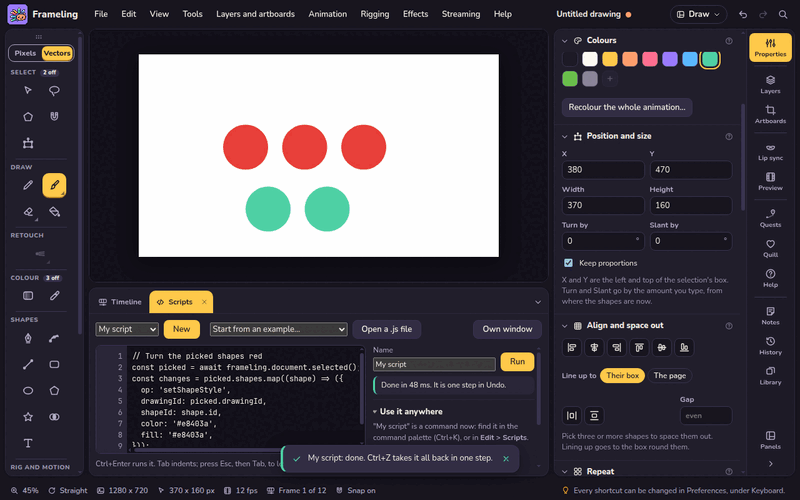 Frameling
File
Edit
View
Tools
Layers and artboards
Animation
Rigging
Effects
Streaming
Help
Untitled drawing
Draw
Pixels
Vectors
SELECT
2 off
DRAW
RETOUCH
COLOUR
3 off
SHAPES
RIG AND MOTION
Timeline
Scripts
My script
New
Start from an example...
Open a .js file
Own window
1 // Turn the picked shapes red
2 const picked = await frameling.document.selected();
3 const changes = picked.shapes.map((shape) => ({
4 op: 'setShapeStyle',
5 drawingId: picked.drawingId,
6 shapeId: shape.id,
7 color: '#e8403a',
8 fill: '#e8403a',
9 }));
Name
My script
Run
Done in 48 ms. It is one step in Undo.
Use it anywhere
"My script" is a command now: find it in the
command palette (Ctrl+K), or in Edit > Scripts.
Ctrl+Enter runs it. Tab indents; press Esc, then Tab, to
My script: done. Ctrl+Z takes it all back in one step.
Colours
Recolour the whole animation...
Position and size
X
Y
380
470
Width
Height
370
160
Turn by
Slant by
0 °
0 °
Keep proportions
X and Y are the left and top of the selection's box.
Turn and Slant go by the amount you type, from
where the shapes are now.
Align and space out
Line up to
Their box
The page
Gap
even
Pick three or more shapes to space them out.
Lining up goes to the box round them.
Repeat
Properties
Layers
Artboards
Lip sync
Preview
Quests
Quill
Help
Notes
History
Library
Panels
45%
Straight
1280 x 720
370 x 160 px
12 fps
Frame 1 of 12
Snap on
Every shortcut can be changed in Preferences, under Keyboard.